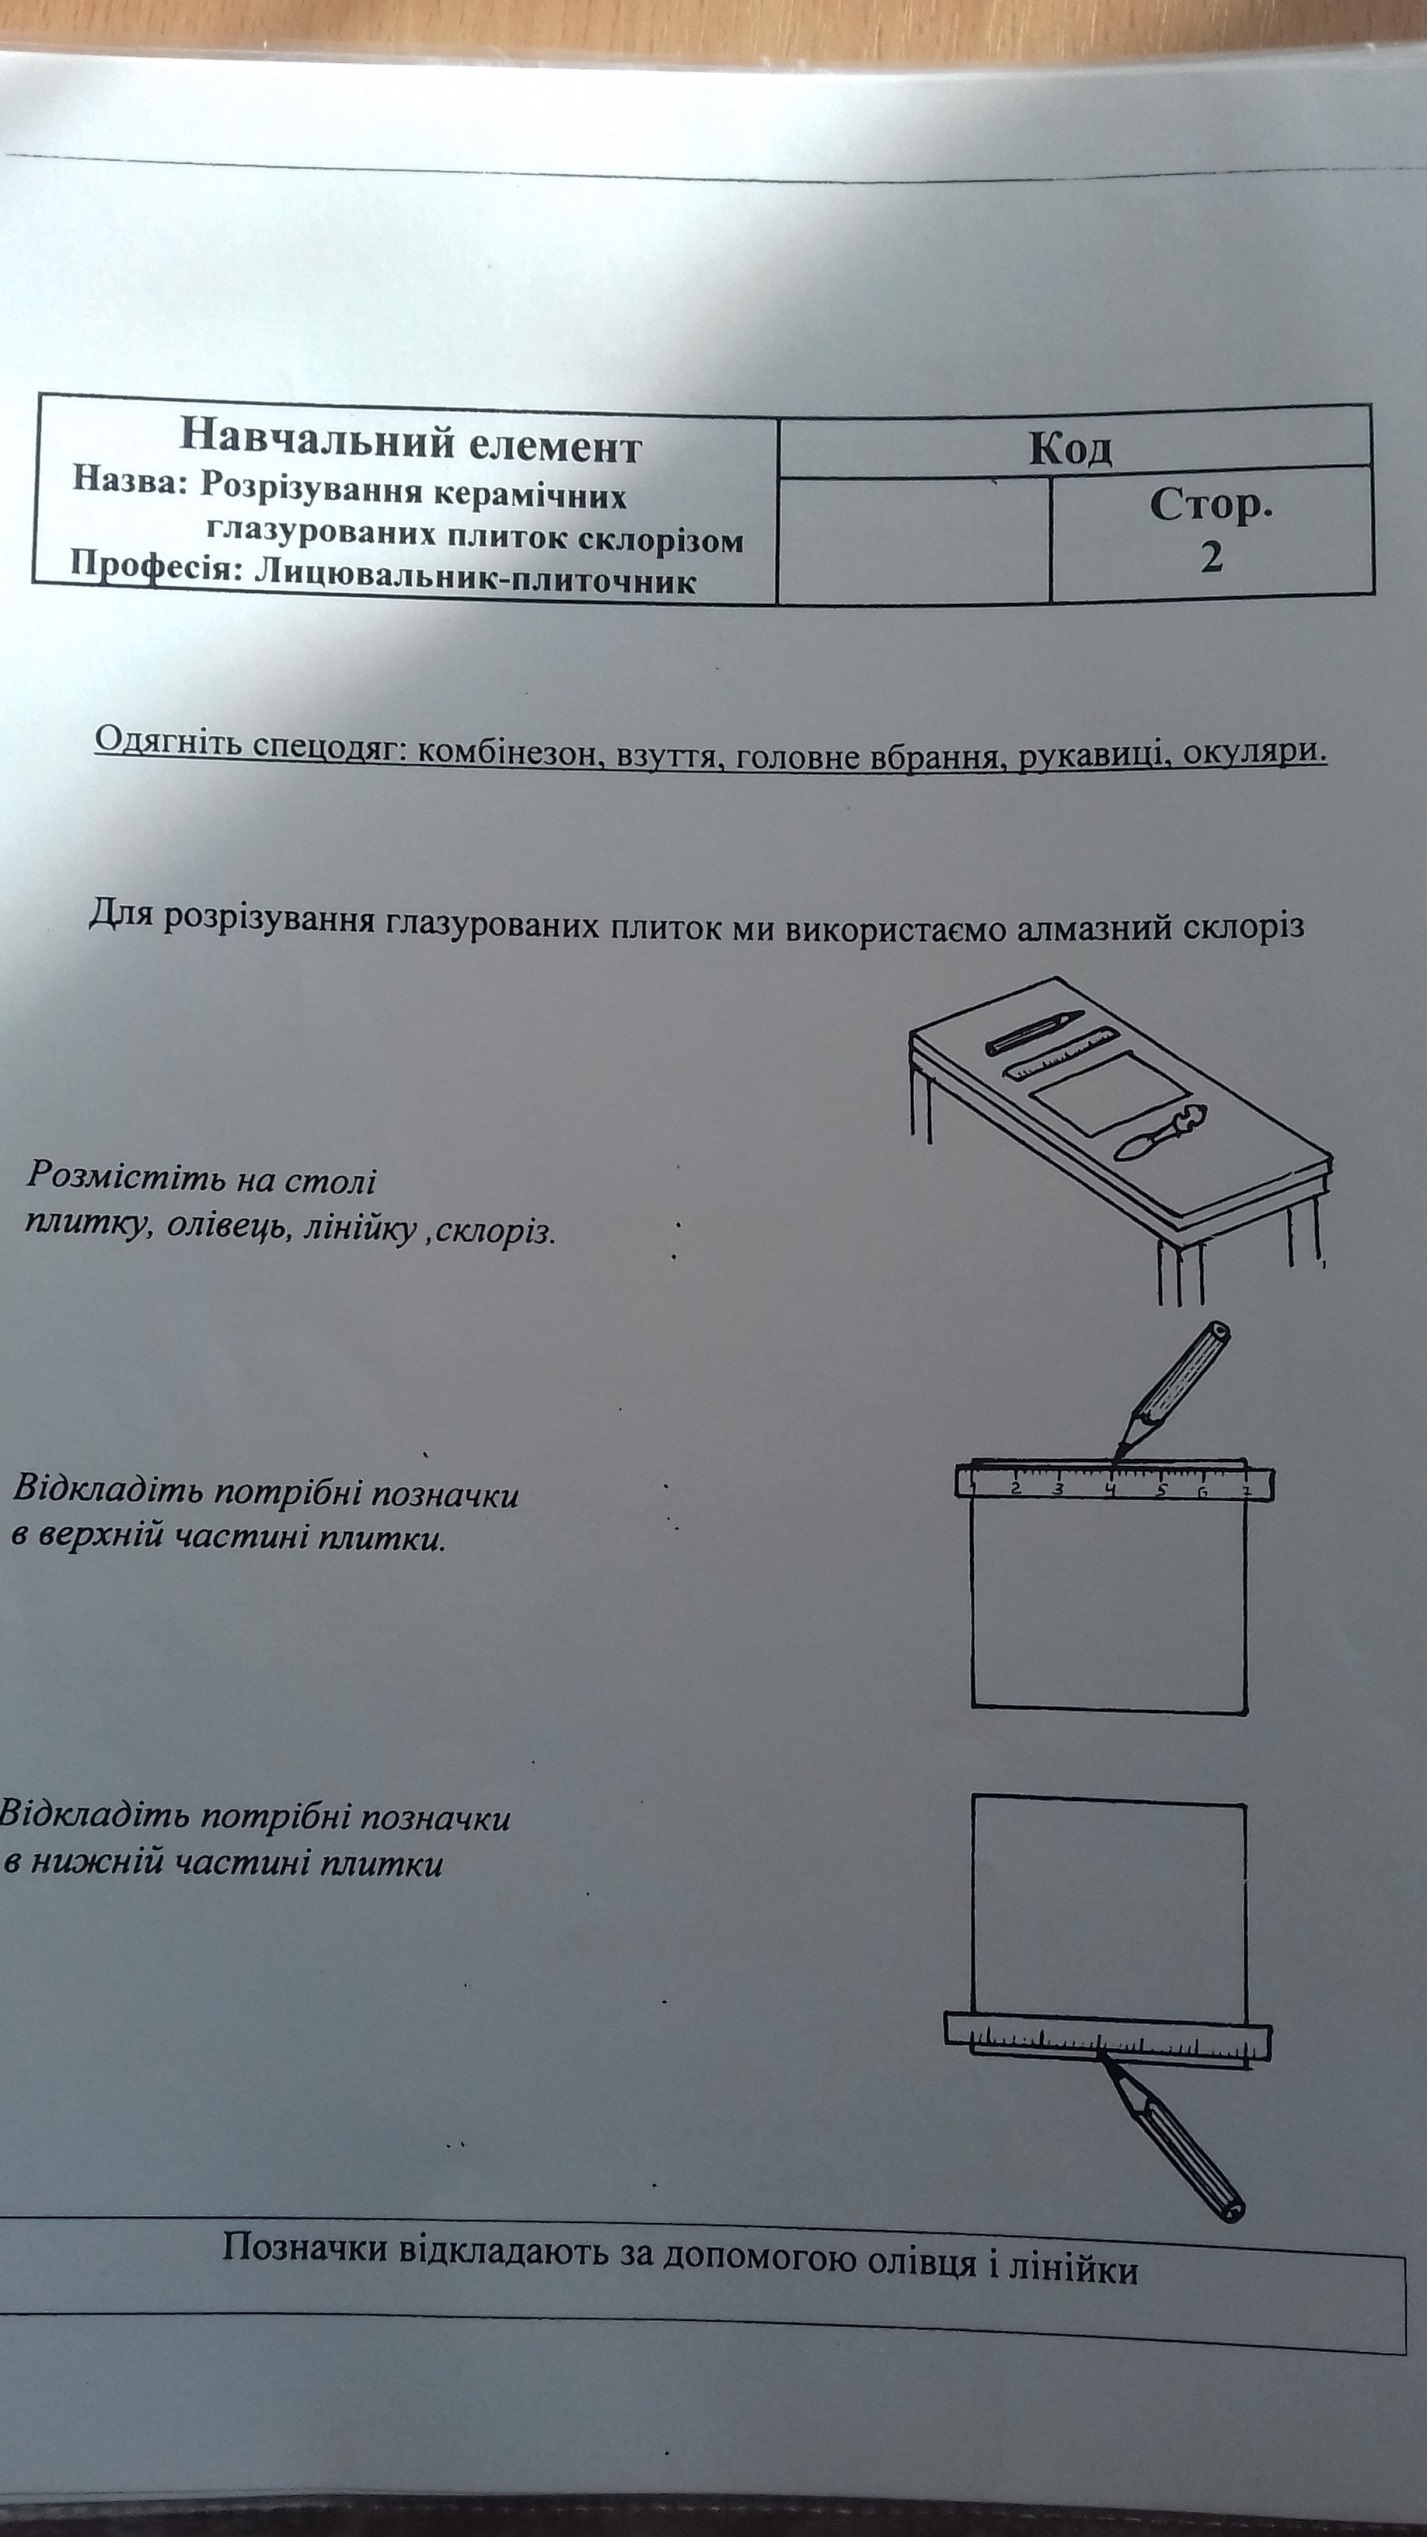 Навчальний елемент
Назва: Розрізування керамічних
глазурованих плиток склорізом
Професія: Лицювальник-плиточник
Код
Стор.
2
Одягніть спецодяг: комбінезон, взуття, головне вбрання, рукавиці, окуляри.
Для розрізування глазурованих плиток ми використаємо алмазний склоріз
Розмістіть на столі
плитку, олівець, лінійку ,склоріз.
Відкладіть потрібні позначки
в верхній частині плитки.
1 2 3 4 5 6 7
Відкладіть потрібні позначки
в нижній частині плитки
Позначки відкладають за допомогою олівця і лінійки